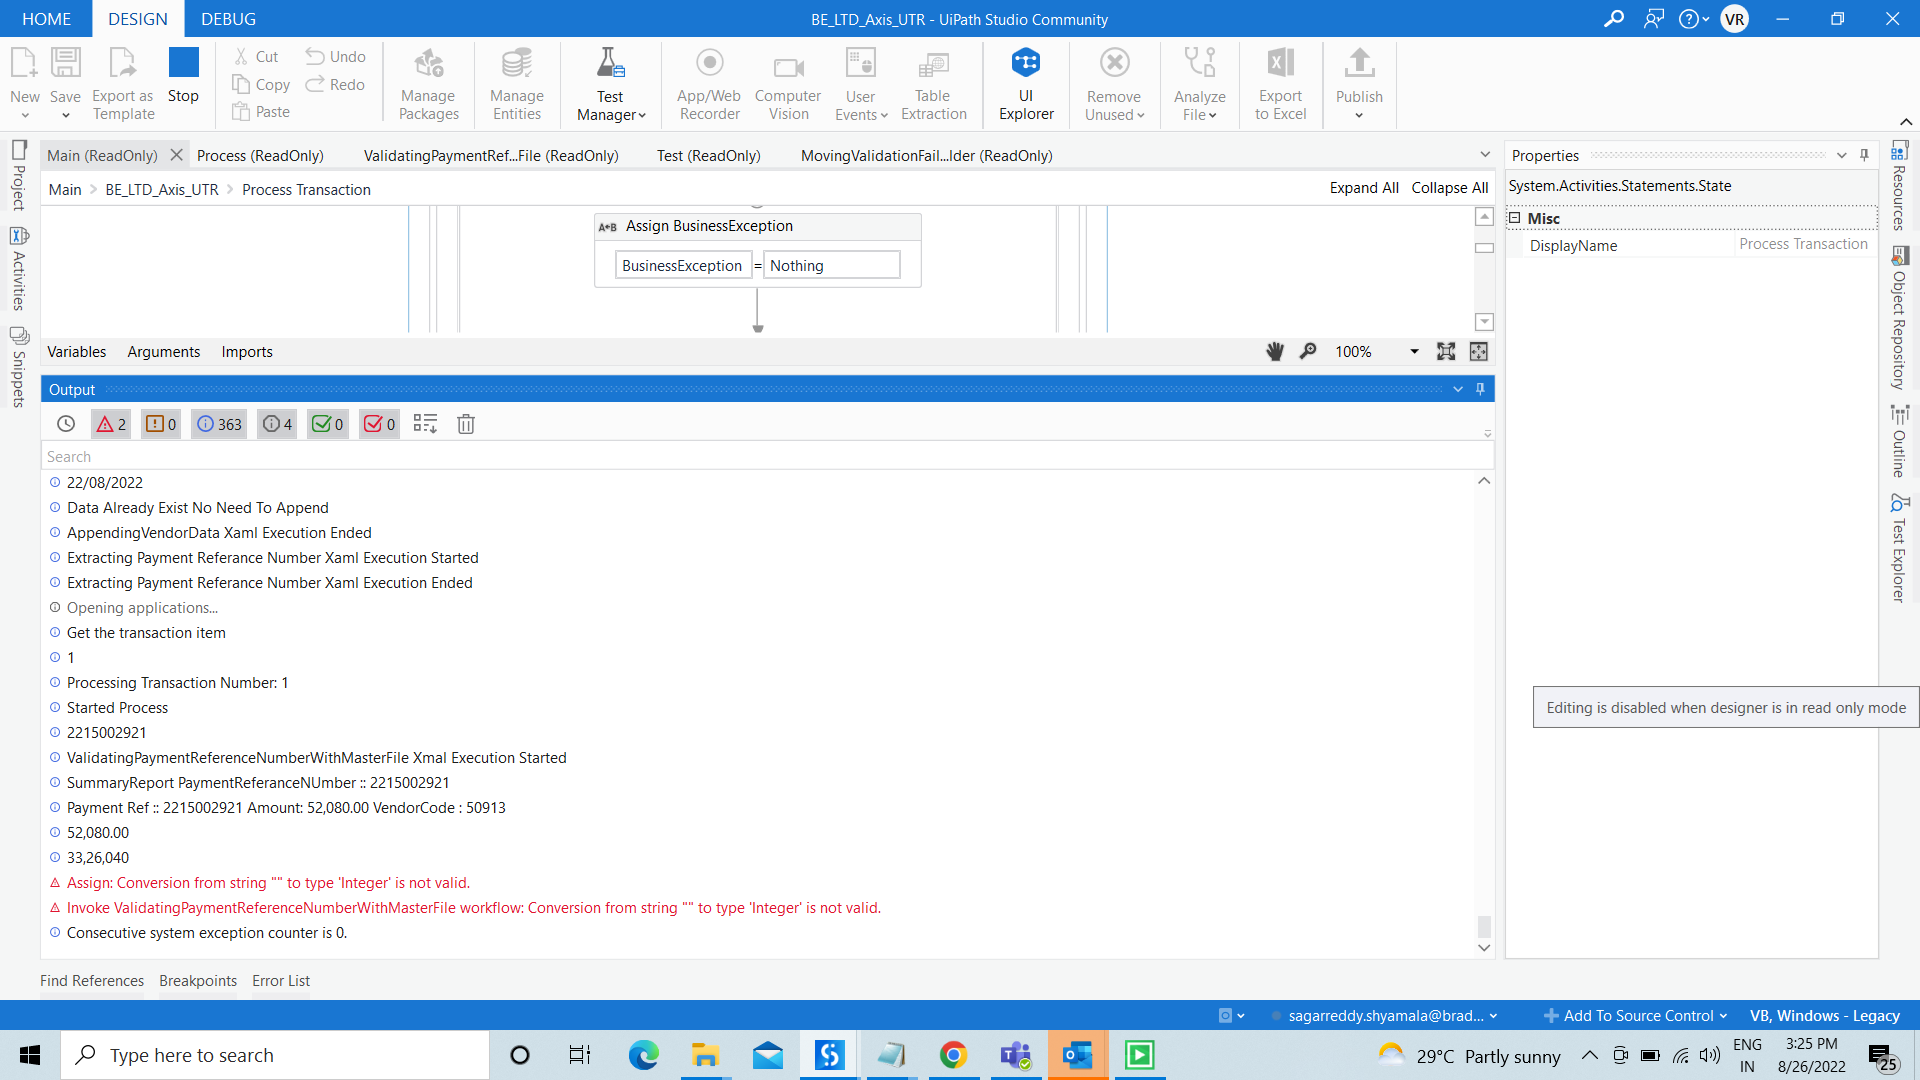 HOME DESIGN DEBUG BE_LTD_Axis_UTR - UiPath Studio Community VR
New Save Export as Template Stop Cut Copy Paste Undo Redo Manage Packages Manage Entities Test Manager App/Web Recorder Computer Vision User Events Table Extraction UI Explorer Remove Unused Analyze File Export to Excel Publish
Main (ReadOnly) Process (ReadOnly) ValidatingPaymentRef...File (ReadOnly) Test (ReadOnly) MovingValidationFail...lder (ReadOnly)
Main > BE_LTD_Axis_UTR > Process Transaction Expand All Collapse All
Project
Activities
Snippets
A+B Assign BusinessException
BusinessException = Nothing
Variables Arguments Imports 100%
Output
2 0 363 4 0 0
Search
22/08/2022
Data Already Exist No Need To Append
AppendingVendorData Xaml Execution Ended
Extracting Payment Referance Number Xaml Execution Started
Extracting Payment Referance Number Xaml Execution Ended
Opening applications...
Get the transaction item
1
Processing Transaction Number: 1
Started Process
2215002921
ValidatingPaymentReferenceNumberWithMasterFile Xmal Execution Started
SummaryReport PaymentReferanceNUmber :: 2215002921
Payment Ref :: 2215002921 Amount: 52,080.00 VendorCode : 50913
52,080.00
33,26,040
Assign: Conversion from string "" to type 'Integer' is not valid.
Invoke ValidatingPaymentReferenceNumberWithMasterFile workflow: Conversion from string "" to type 'Integer' is not valid.
Consecutive system exception counter is 0.
Find References Breakpoints Error List
Properties
System.Activities.Statements.State
Misc
DisplayName Process Transaction
Editing is disabled when designer is in read only mode
Resources
Object Repository
Outline
Test Explorer
sagarreddy.shyamala@brad... Add To Source Control VB, Windows - Legacy
Type here to search 29°C Partly sunny ENG IN 3:25 PM 8/26/2022 25